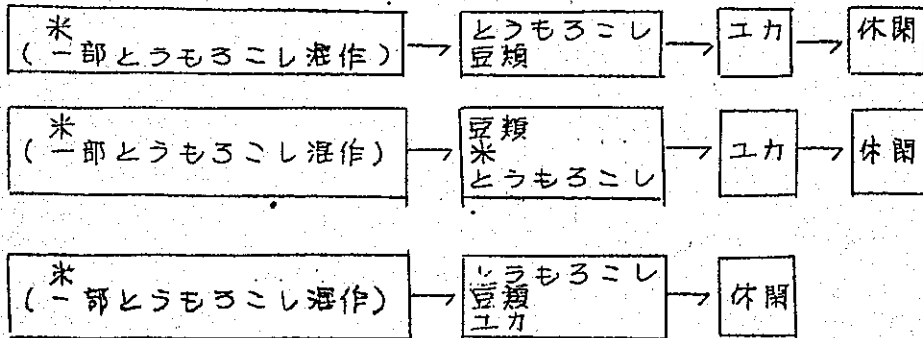 米
(一部とうもろこし混作) → とうもろこし
豆類 → ユカ → 休閑
米
(一部とうもろこし混作) → 豆類
米
とうもろこし → ユカ → 休閑
米
(一部とうもろこし混作) → とうもろこし
豆類
ユカ → 休閑